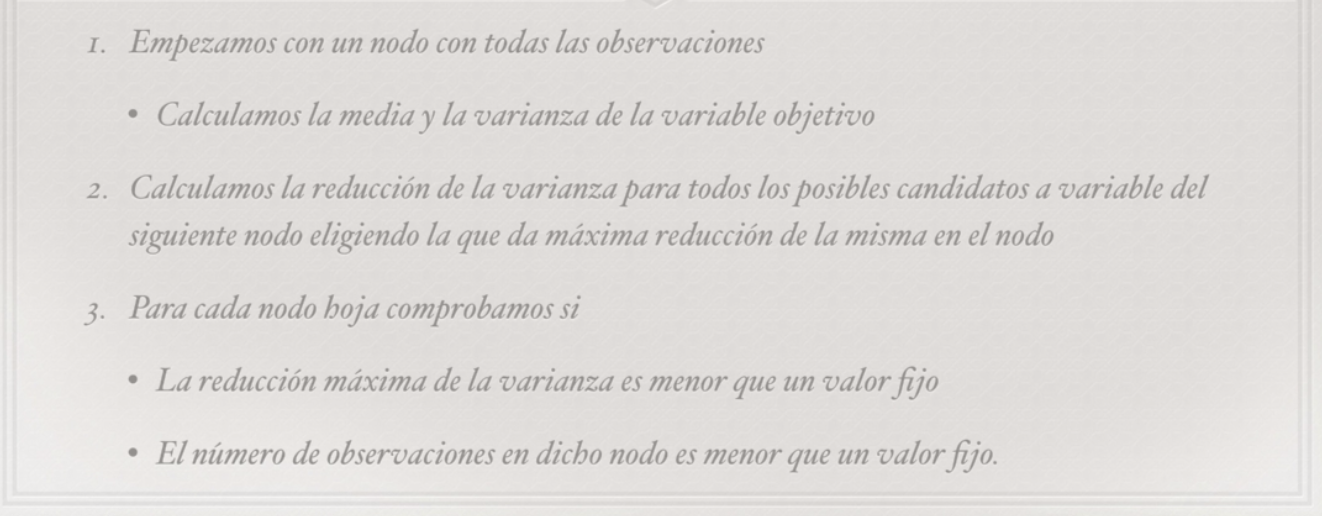 1. Empezamos con un nodo con todas las observaciones
• Calculamos la media y la varianza de la variable objetivo
2. Calculamos la reducción de la varianza para todos los posibles candidatos a variable del
siguiente nodo eligiendo la que da máxima reducción de la misma en el nodo
3. Para cada nodo hoja comprobamos si
• La reducción máxima de la varianza es menor que un valor fijo
• El número de observaciones en dicho nodo es menor que un valor fijo.